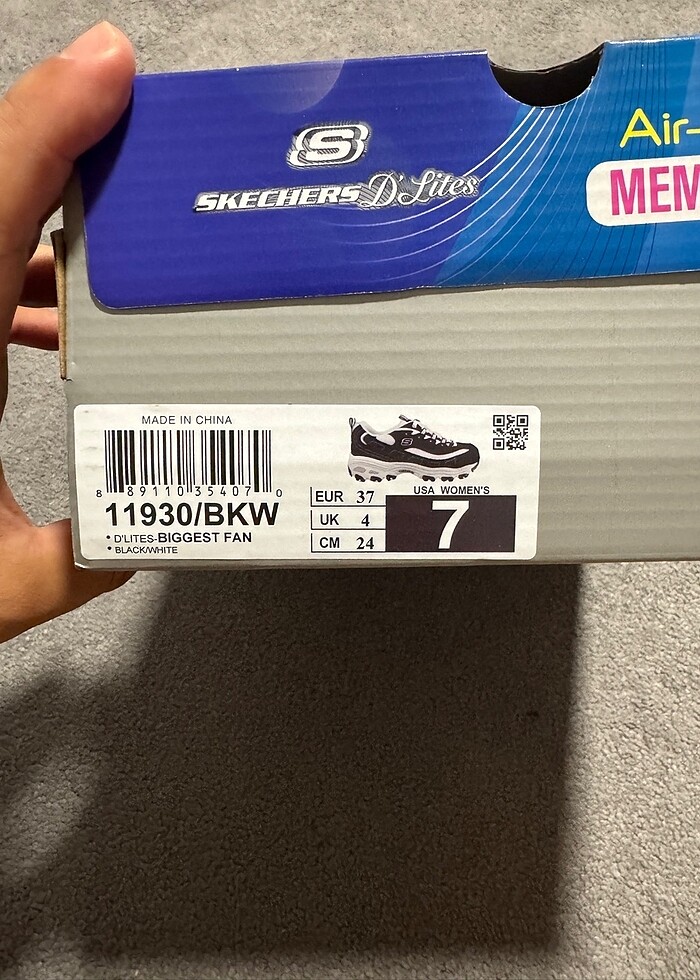 S
SKECHERS D'Lites
Air-
MEM
MADE IN CHINA
8 89110 35407 0
11930/BKW
• D'LITES-BIGGEST FAN
• BLACK/WHITE
EUR 37
UK 4
CM 24
USA WOMEN'S
7